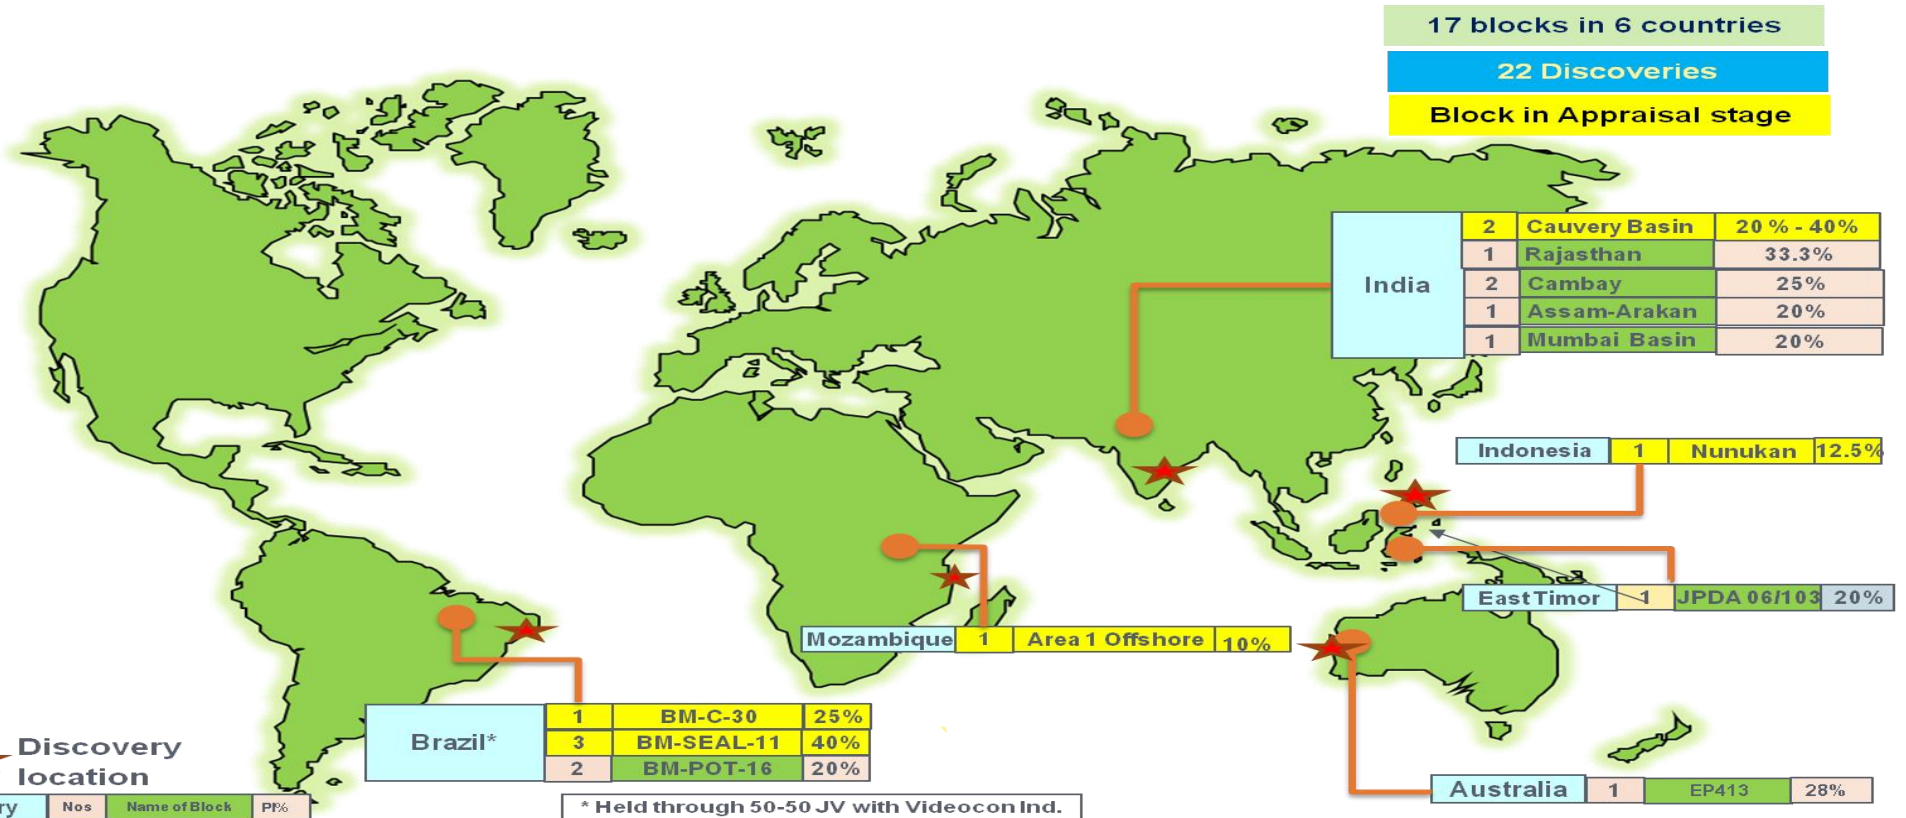 17 blocks in 6 countries
22 Discoveries
Block in Appraisal stage
India
2 Cauvery Basin 20 % - 40%
1 Rajasthan 33.3%
2 Cambay 25%
1 Assam-Arakan 20%
1 Mumbai Basin 20%
Indonesia 1 Nunukan 12.5%
East Timor 1 JPDA 06/103 20%
Mozambique 1 Area 1 Offshore 10%
Brazil*
1 BM-C-30 25%
3 BM-SEAL-11 40%
2 BM-POT-16 20%
Discovery
location
Australia 1 EP413 28%
ry Nos Name of Block PI%
* Held through 50-50 JV with Videocon Ind.